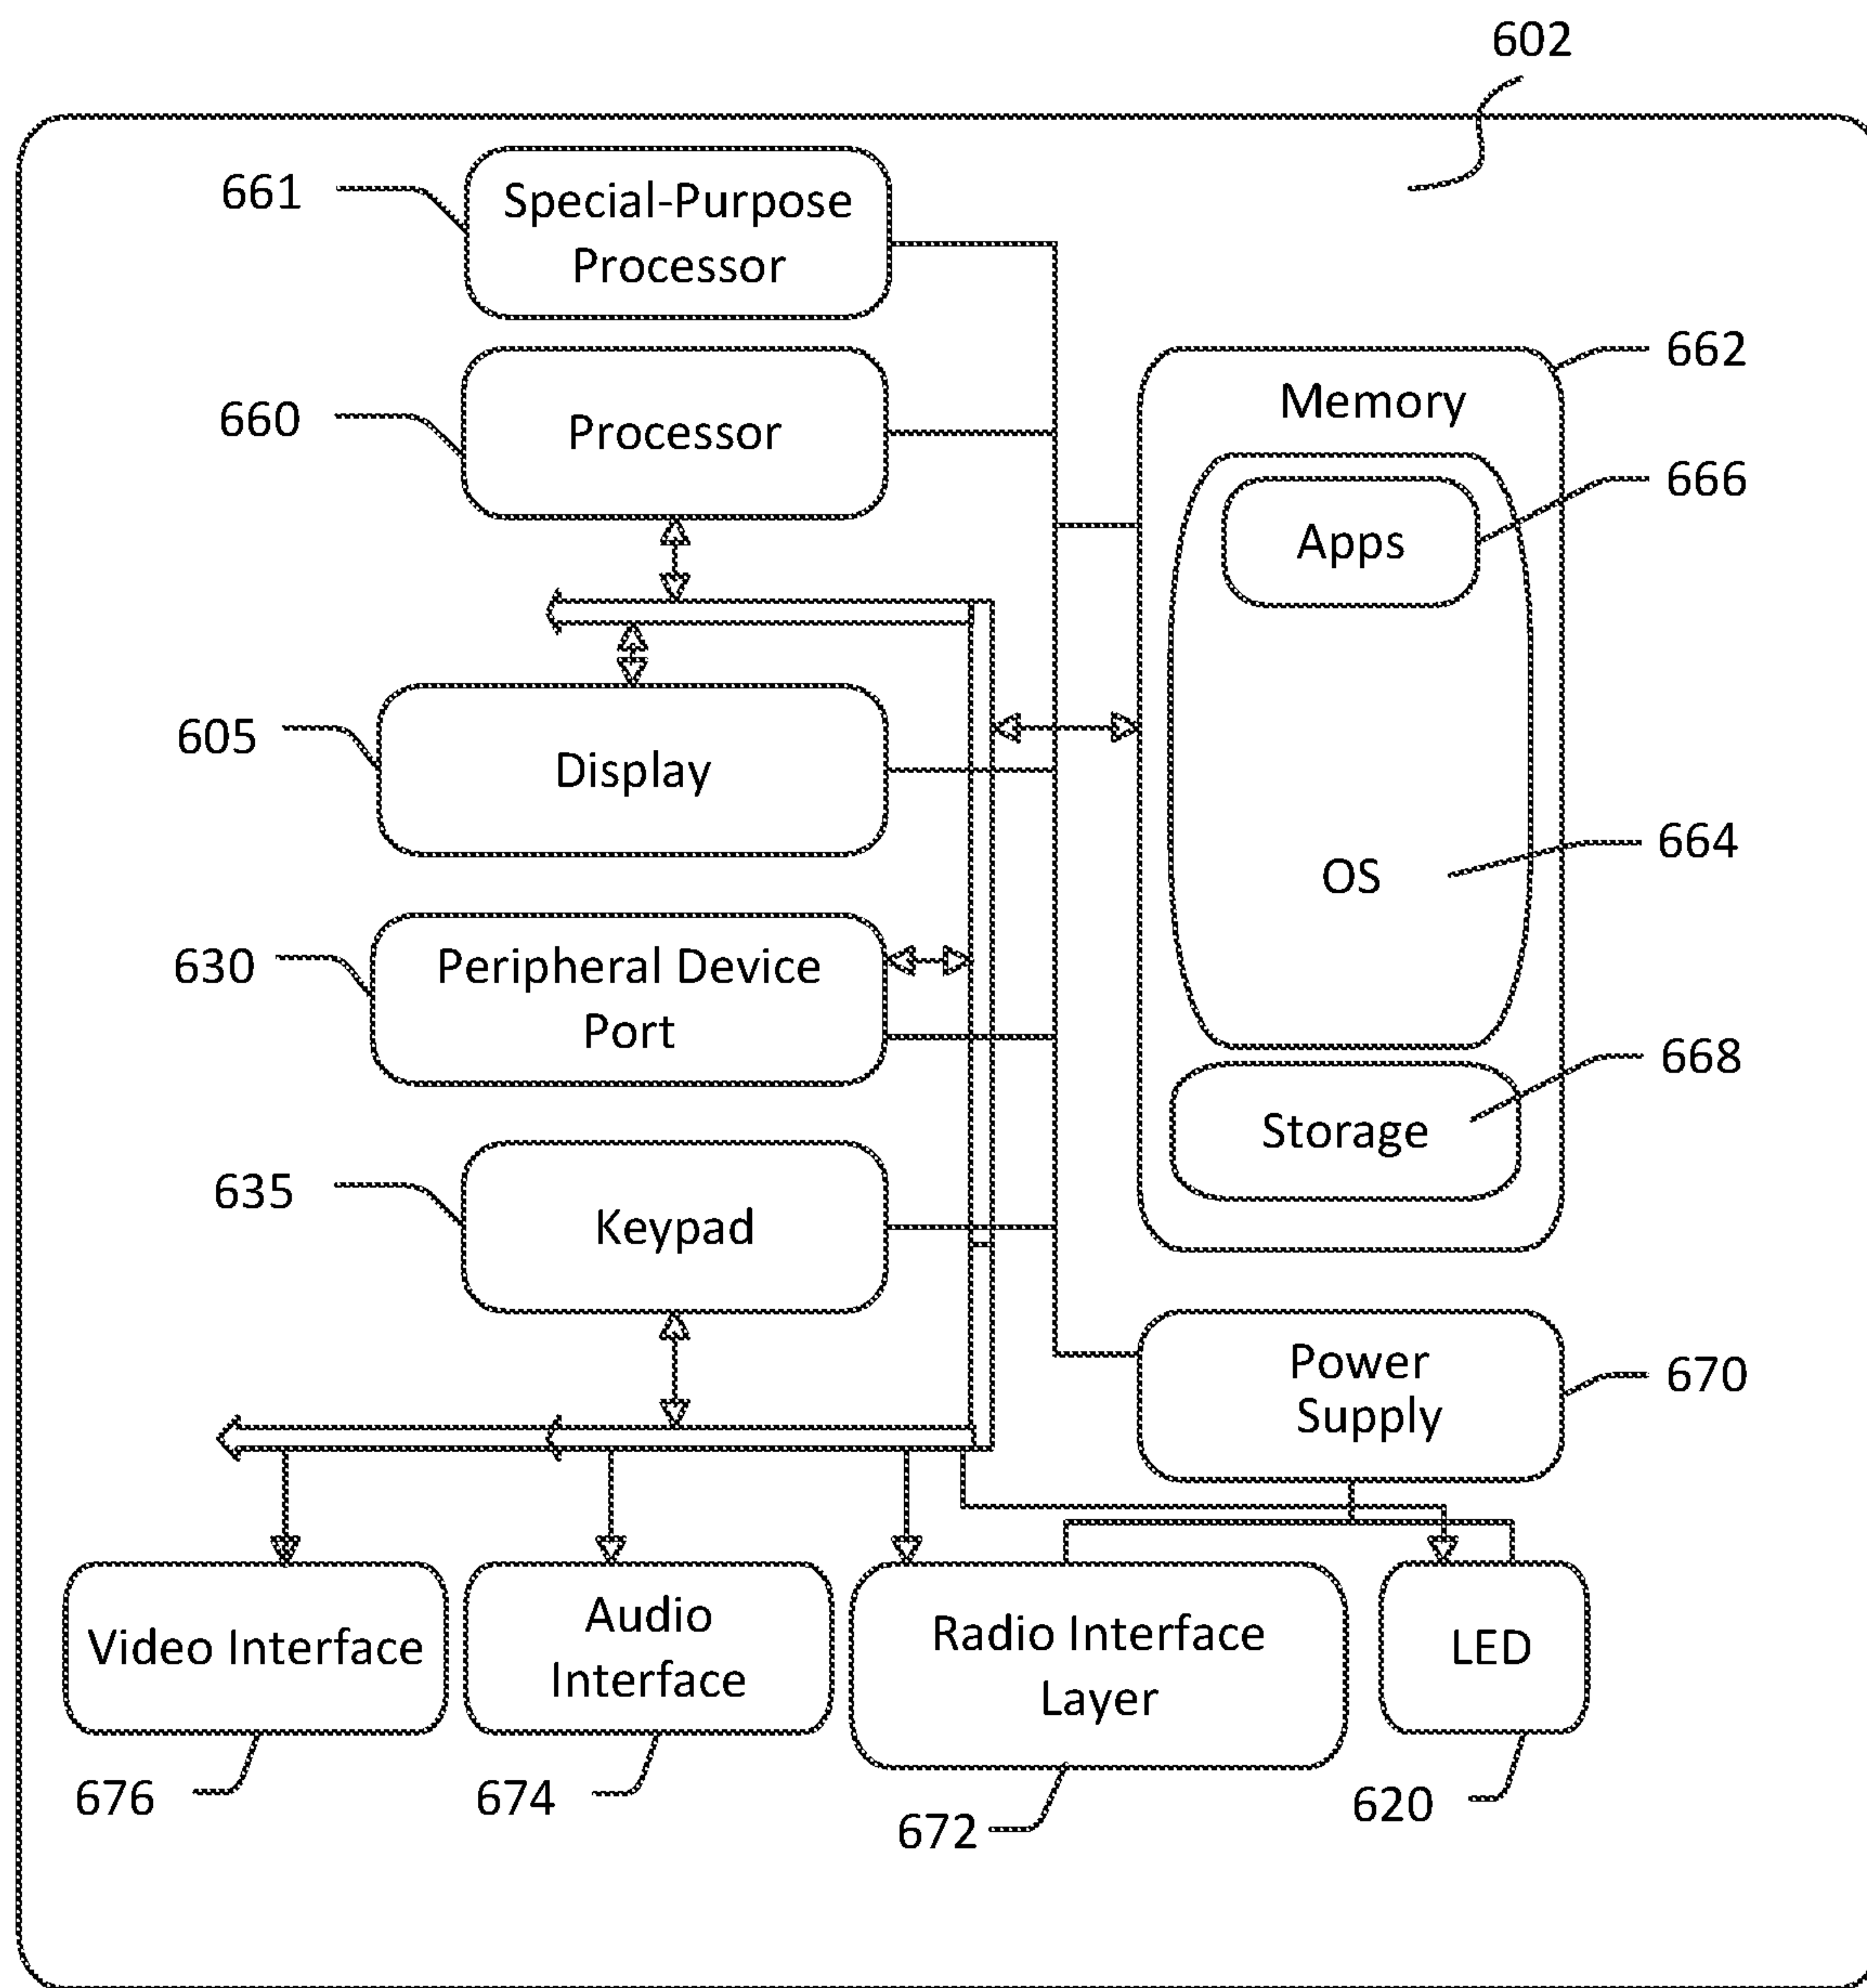 602
661
Special-Purpose
Processor
662
Memory
660
Processor
666
Apps
605
Display
664
OS
630
Peripheral Device
Port
668
Storage
635
Keypad
Power
Supply
670
Video Interface
Audio
Interface
Radio Interface
Layer
LED
676
674
672
620